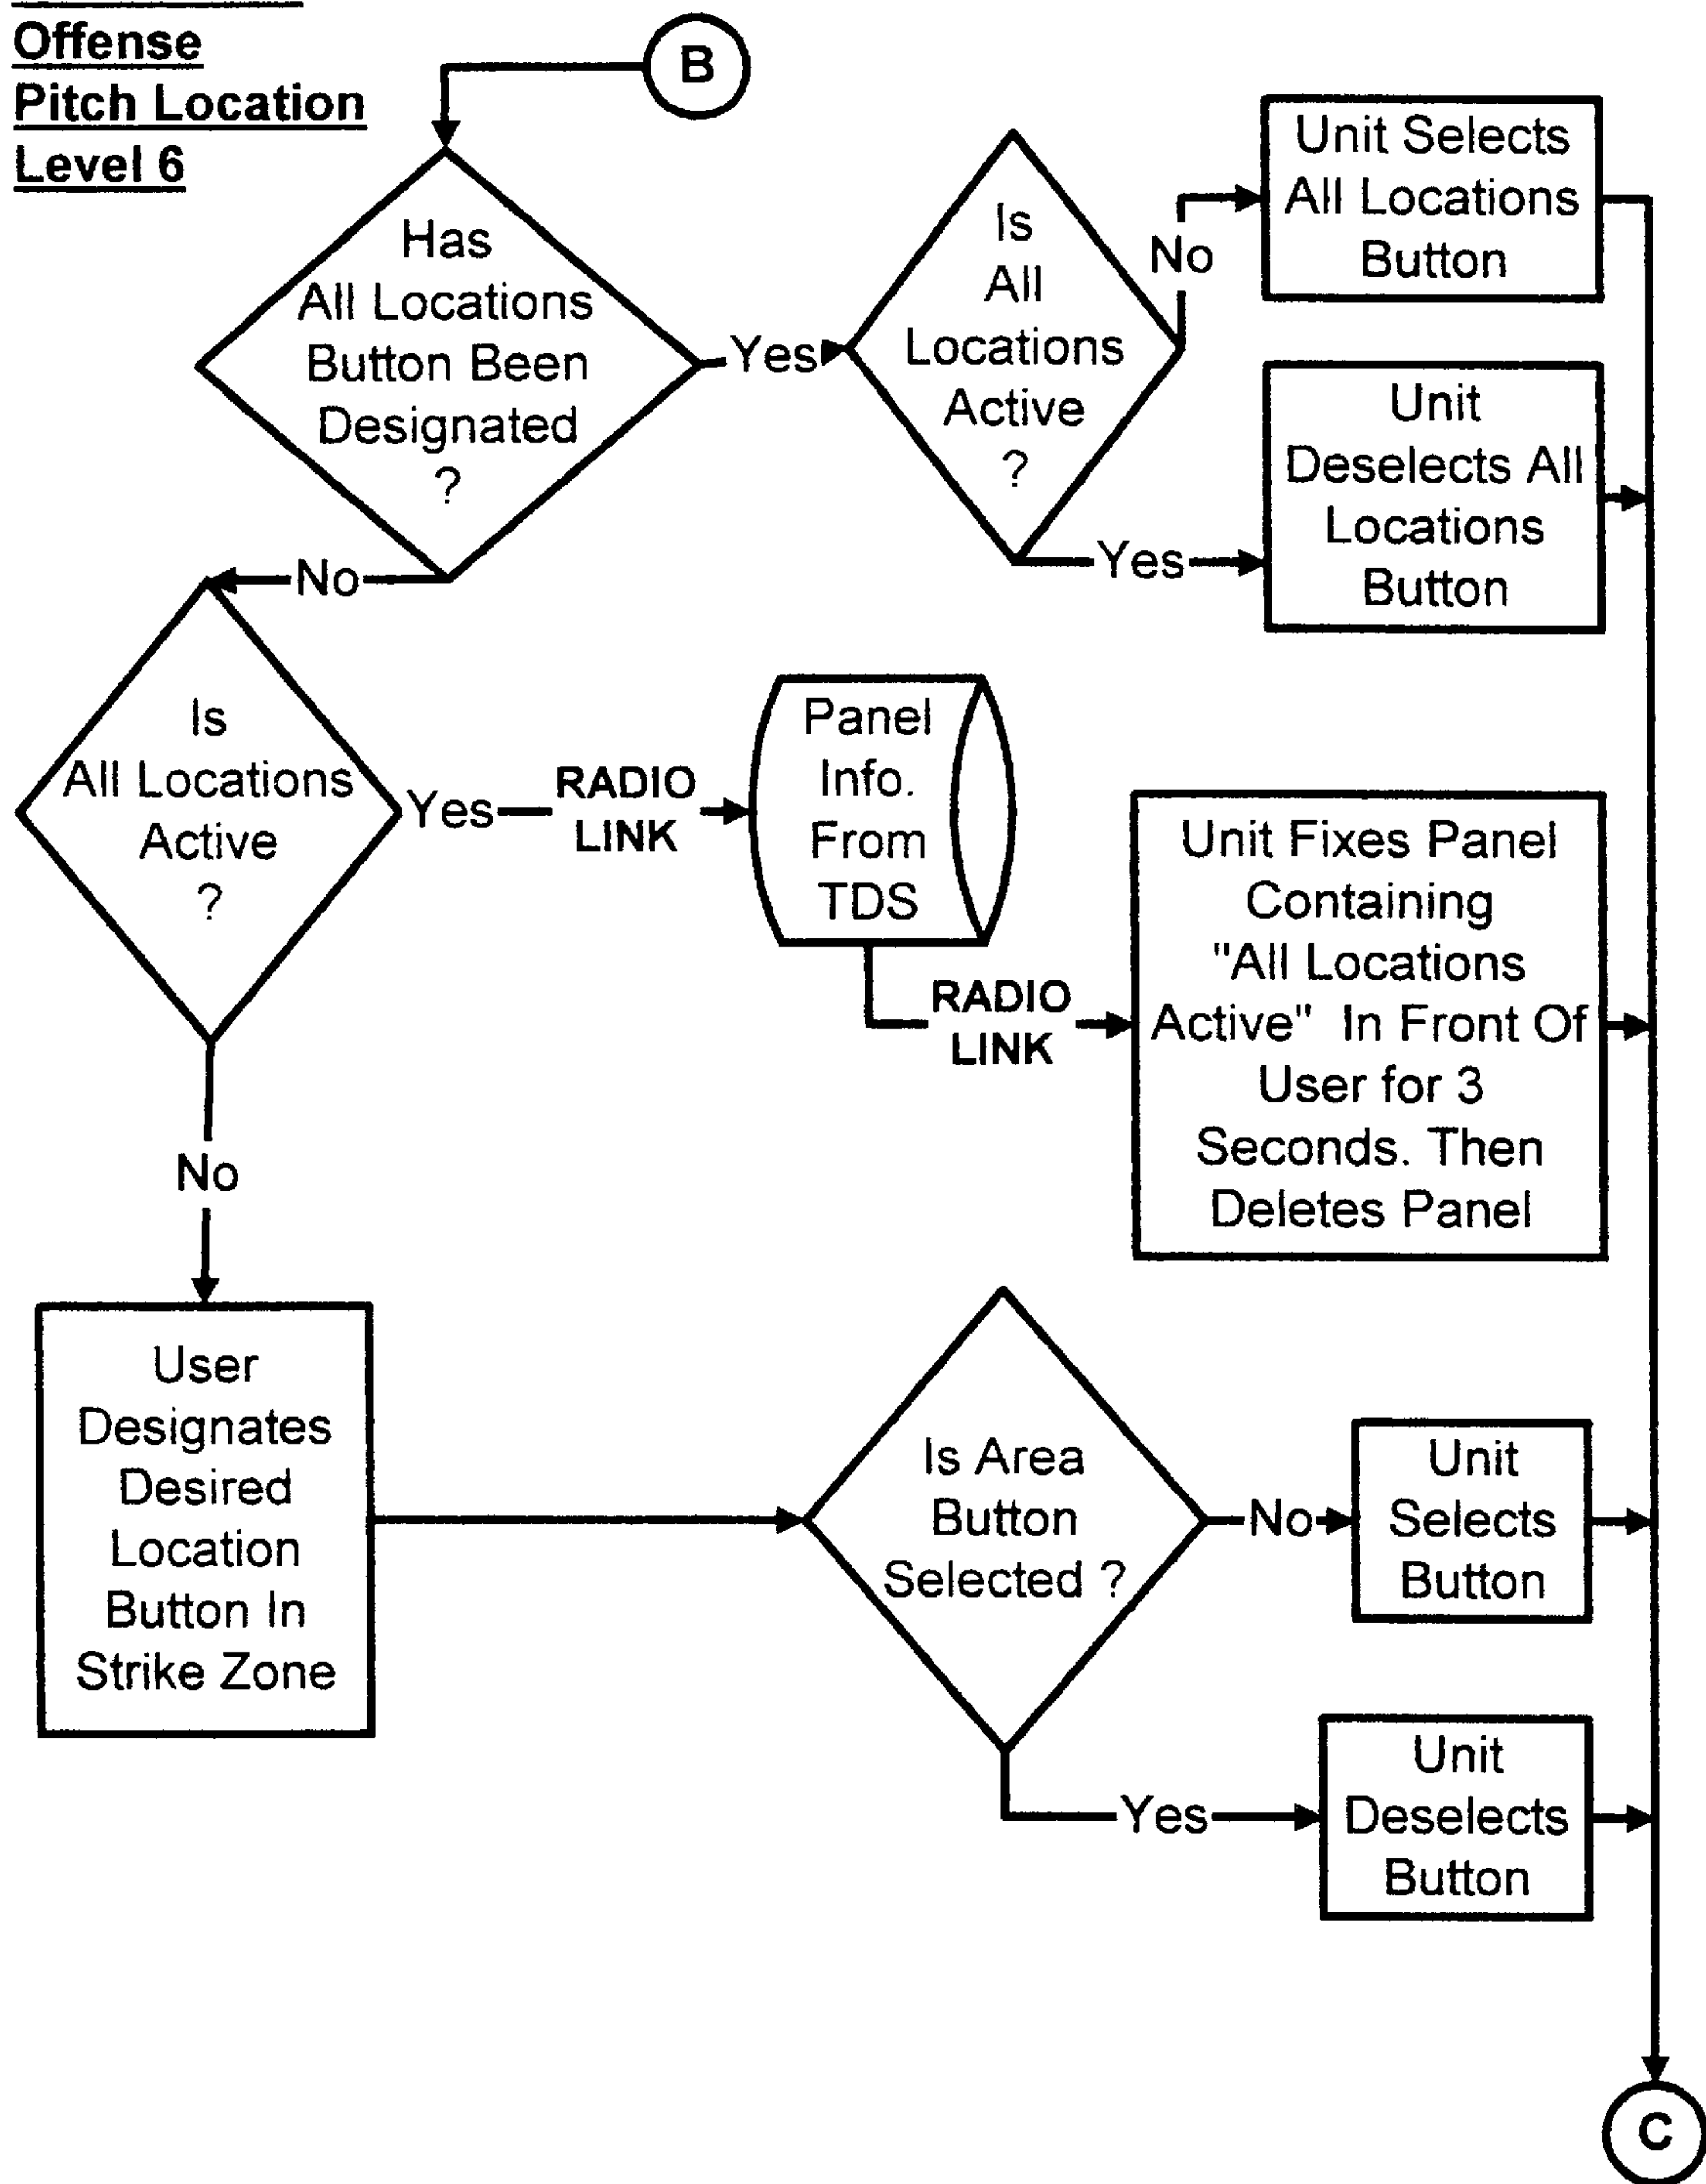 Offense
Pitch Location
Level 6
B
Has
All Locations
Button Been
Designated
?
Yes
Is
All
Locations
Active
?
No
Unit Selects
All Locations
Button
Yes
Unit
Deselects All
Locations
Button
No
Is
All Locations
Active
?
Yes
RADIO
LINK
Panel
Info.
From
TDS
RADIO
LINK
Unit Fixes Panel
Containing
"All Locations
Active" In Front Of
User for 3
Seconds. Then
Deletes Panel
No
User
Designates
Desired
Location
Button In
Strike Zone
Is Area
Button
Selected ?
No
Unit
Selects
Button
Yes
Unit
Deselects
Button
C